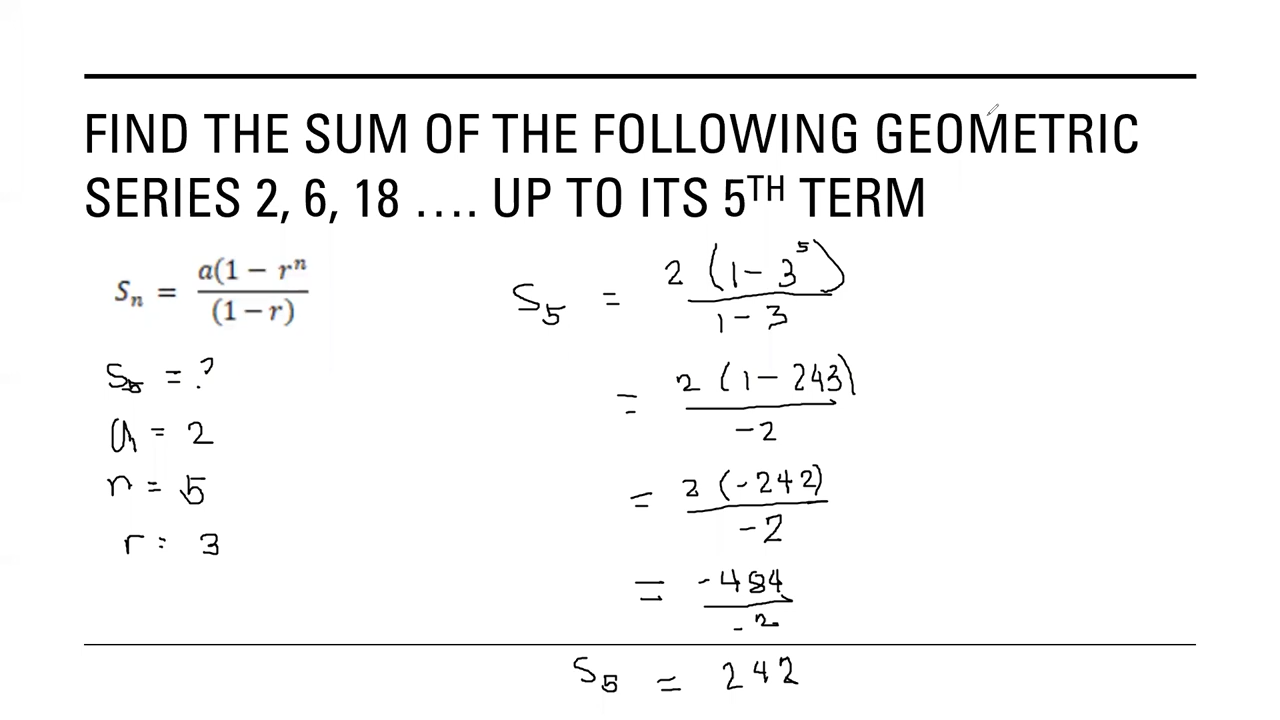 FIND THE SUM OF THE FOLLOWING GEOMETRIC
SERIES 2, 6, 18 .... UP TO ITS 5TH TERM
Sn = a(1 − r^n / (1 − r)
S5 = ?
a = 2
n = 5
r = 3
S5 = 2 (1 − 3^5) / 1 − 3
= 2 (1 − 243) / −2
= 2 (-242) / −2
= -484 / -2
S5 = 242